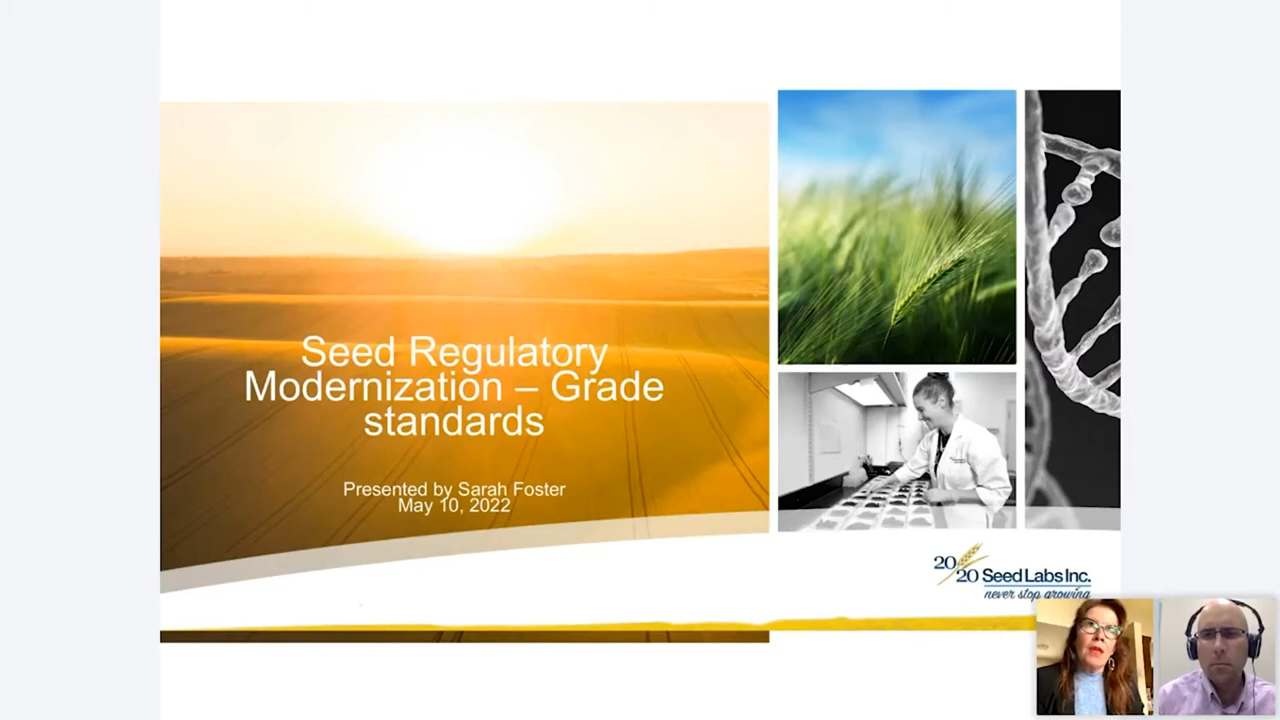 Seed Regulatory
Modernization – Grade
standards
Presented by Sarah Foster
May 10, 2022
20
20 Seed Labs Inc.
never stop growing